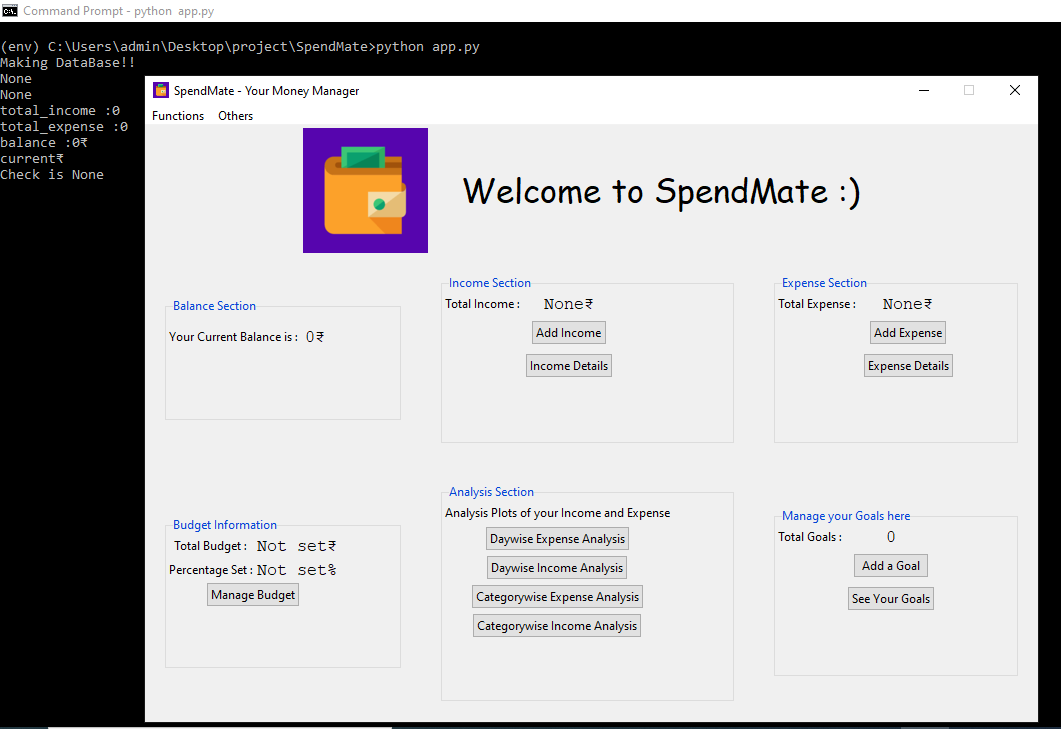 Command Prompt - python  app.py
(env) C:\Users\admin\Desktop\project\SpendMate>python app.py
Making DataBase!!
None
None
total_income :0
total_expense :0
balance :0₹
current₹
Check is None
SpendMate - Your Money Manager
Functions Others
Welcome to SpendMate :)
Balance Section
Your Current Balance is : 0₹
Income Section
Total Income : None₹
Add Income
Income Details
Expense Section
Total Expense : None₹
Add Expense
Expense Details
Budget Information
Total Budget : Not set₹
Percentage Set : Not set%
Manage Budget
Analysis Section
Analysis Plots of your Income and Expense
Daywise Expense Analysis
Daywise Income Analysis
Categorywise Expense Analysis
Categorywise Income Analysis
Manage your Goals here
Total Goals : 0
Add a Goal
See Your Goals